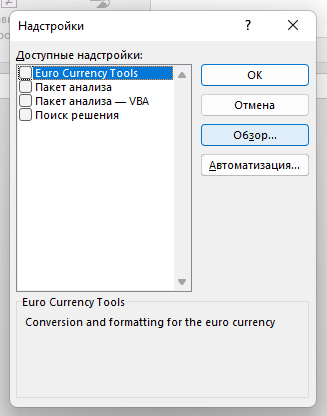 Надстройки
?
Доступные надстройки:
Euro Currency Tools
Пакет анализа
Пакет анализа — VBA
Поиск решения
ОК
Отмена
Обзор...
Автоматизация...
Euro Currency Tools
Conversion and formatting for the euro currency